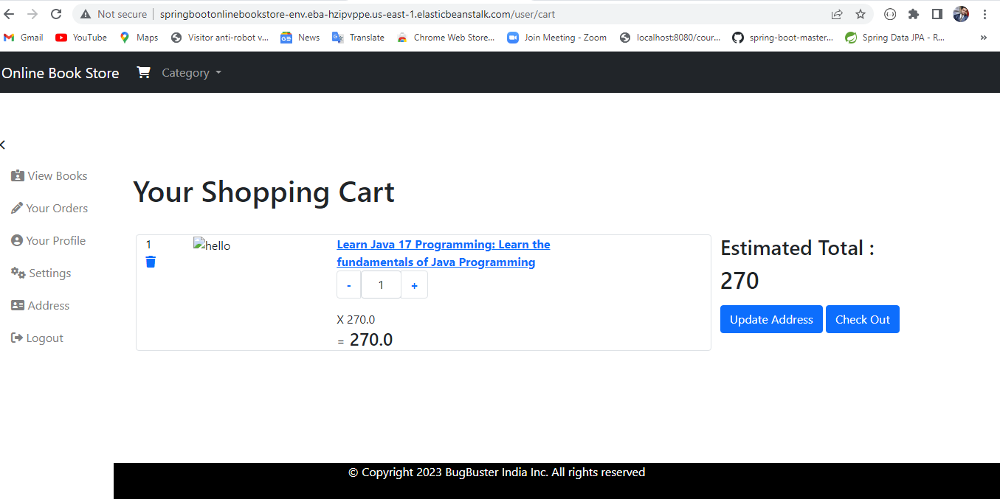 Not secure springbootonlinebookstore-env.eba-hzipvppe.us-east-1.elasticbeanstalk.com/user/cart
Gmail YouTube Maps Visitor anti-robot v... News Translate Chrome Web Store... Join Meeting - Zoom localhost:8080/cour... spring-boot-master... Spring Data JPA - R... »
Online Book Store Category
View Books
Your Orders
Your Profile
Settings
Address
Logout
Your Shopping Cart
1 hello Learn Java 17 Programming: Learn the
fundamentals of Java Programming
- 1 +
X 270.0
= 270.0
Estimated Total :
270
Update Address Check Out
© Copyright 2023 BugBuster India Inc. All rights reserved